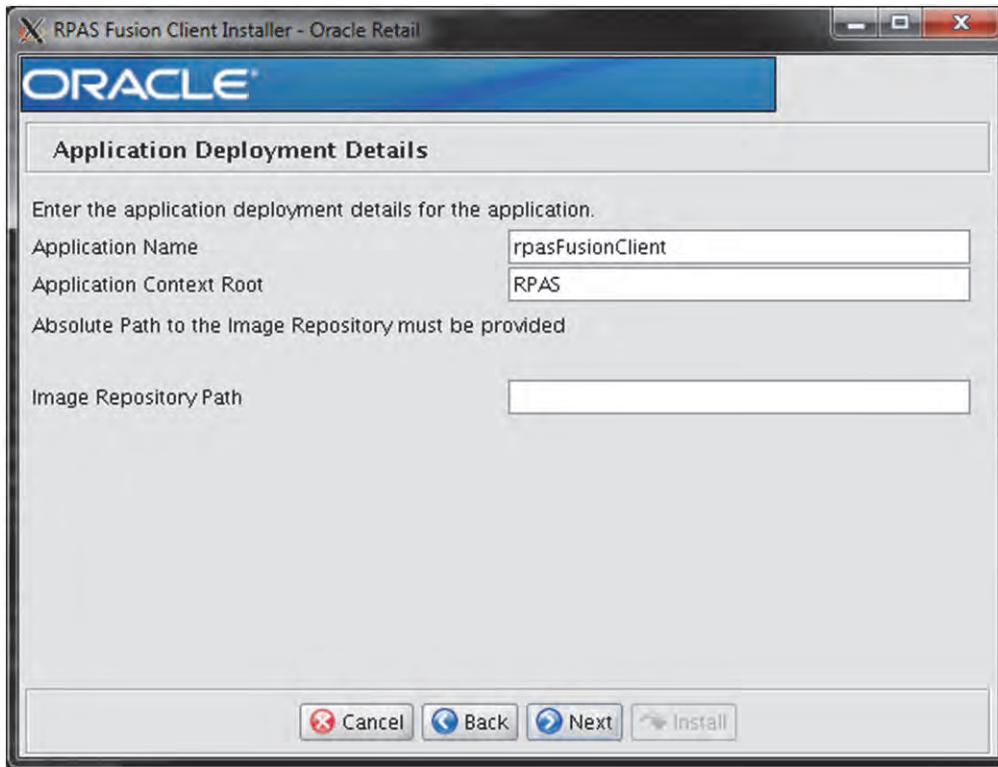 RPAS Fusion Client Installer - Oracle Retail
ORACLE®
Application Deployment Details
Enter the application deployment details for the application.
Application Name rpasFusionClient
Application Context Root RPAS
Absolute Path to the Image Repository must be provided
Image Repository Path
Cancel Back Next Install